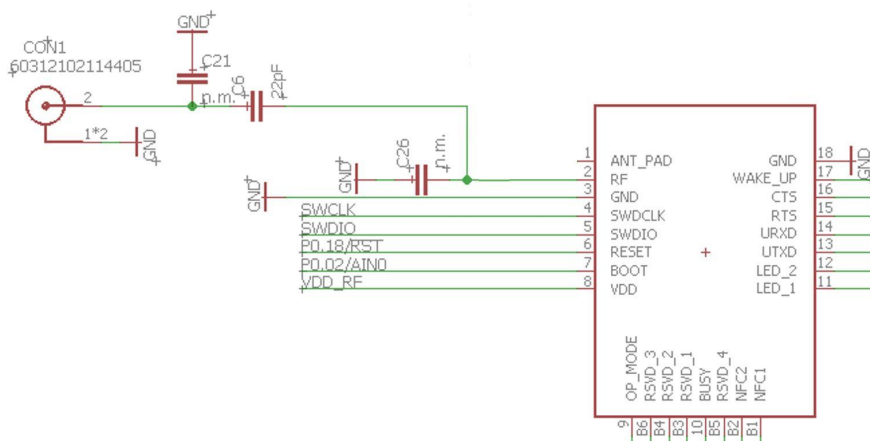 GND
CON1
60312102114405
C21
n.m.
C6
22pF
2
1*2
GND
C26
n.m.
GND
GND
SWCLK
SWDIO
P0.18/RST
P0.02/AIN0
VDD_RF
1 ANT_PAD
2 RF
3 GND
4 SWDCLK
5 SWDIO
6 RESET
7 BOOT
8 VDD
GND 18 GND
WAKE_UP 17
CTS 16
RTS 15
URXD 14
UTXD 13
LED_2 12
LED_1 11
OP_MODE 9
RSVD_3 B6
RSVD_2 B4
RSVD_1 B3
BUSY 10
RSVD_4 B5
NFC2 B2
NFC1 B1